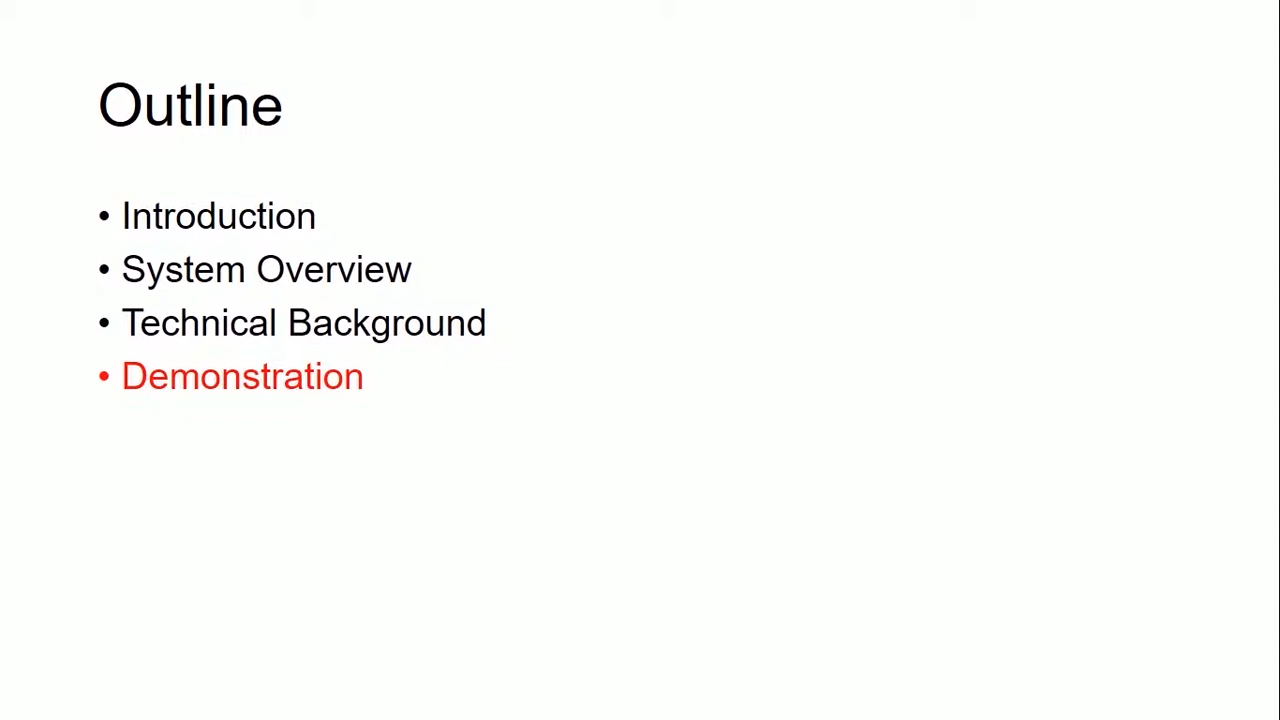 Outline
• Introduction
• System Overview
• Technical Background
• Demonstration